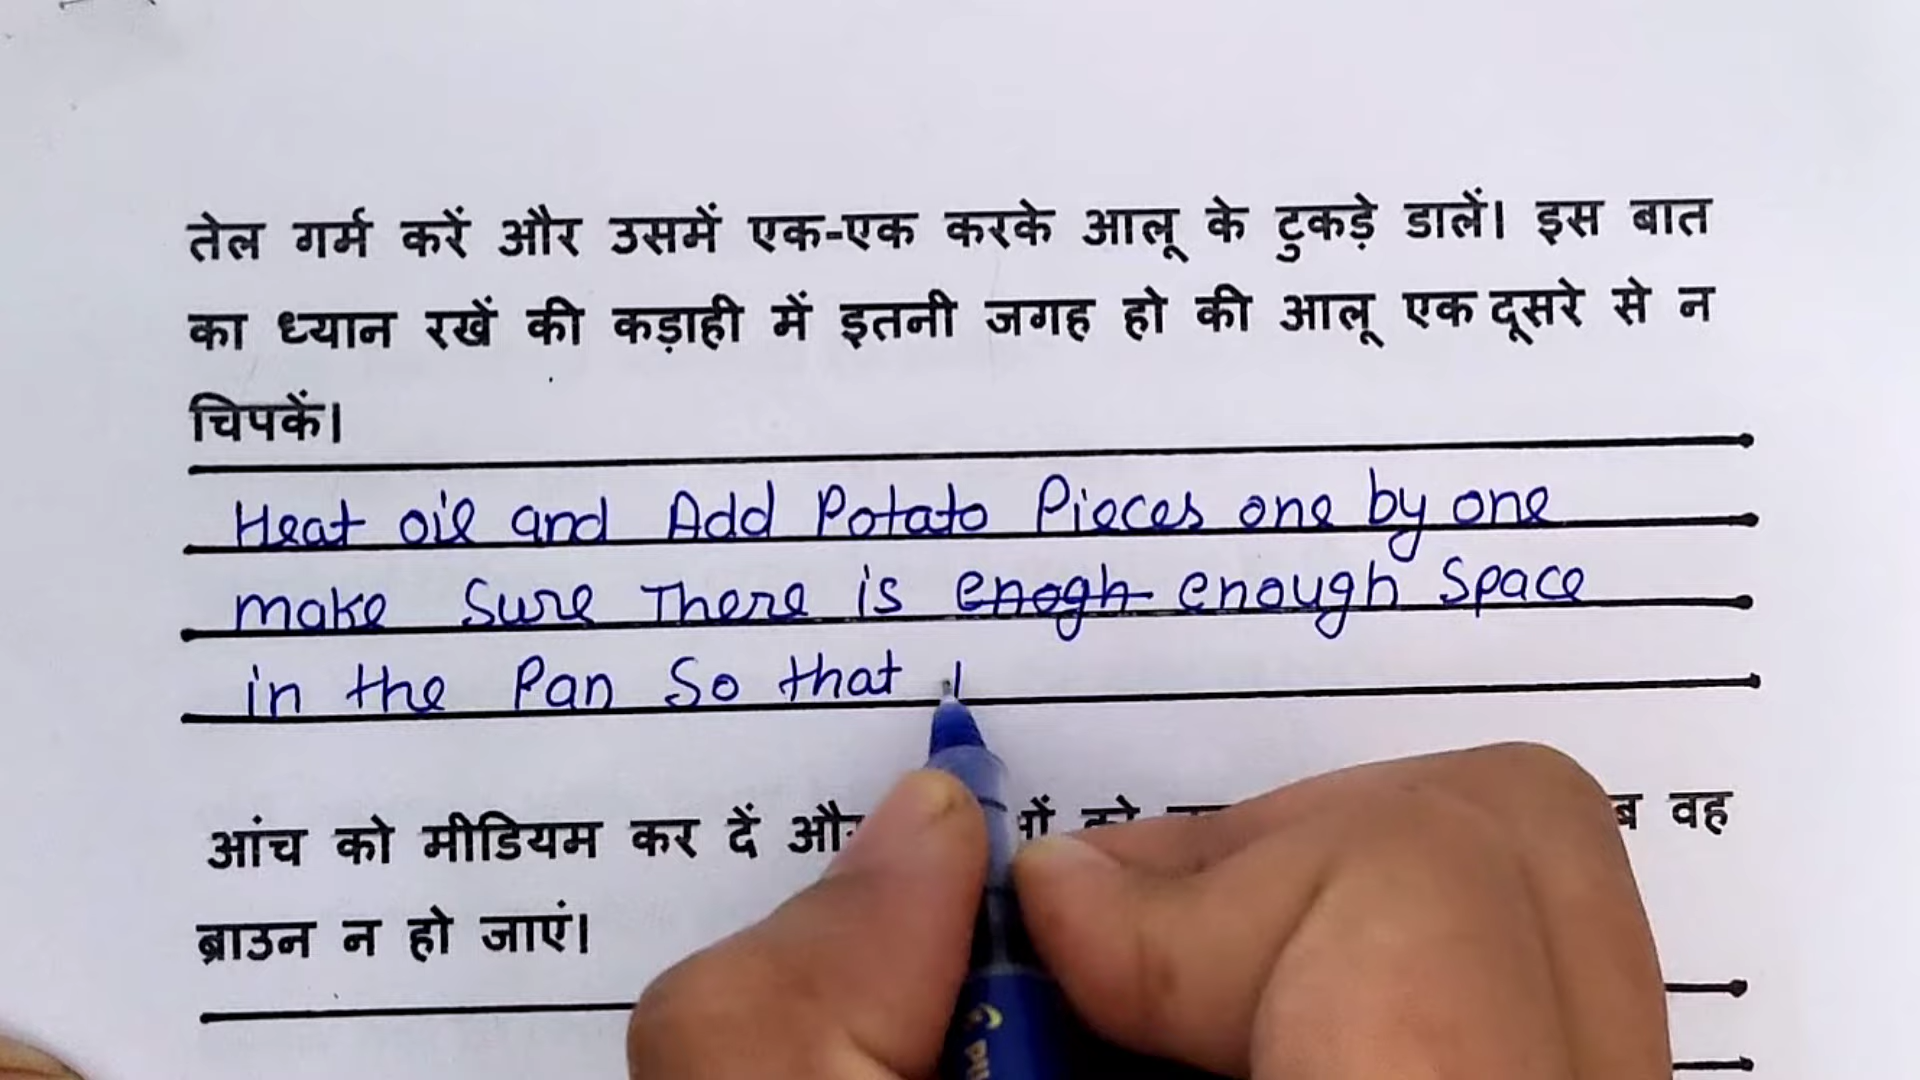 तेल गर्म करें और उसमें एक-एक करके आलू के टुकड़े डालें। इस बात
का ध्यान रखें की कड़ाही में इतनी जगह हो की आलू एक दूसरे से न
चिपकें।
Heat oil and Add Potato Pieces one by one
make Sure There is enogh enough Space
in the Pan So that
आंच को मीडियम कर दें वह
ब्राउन न हो जाएं।